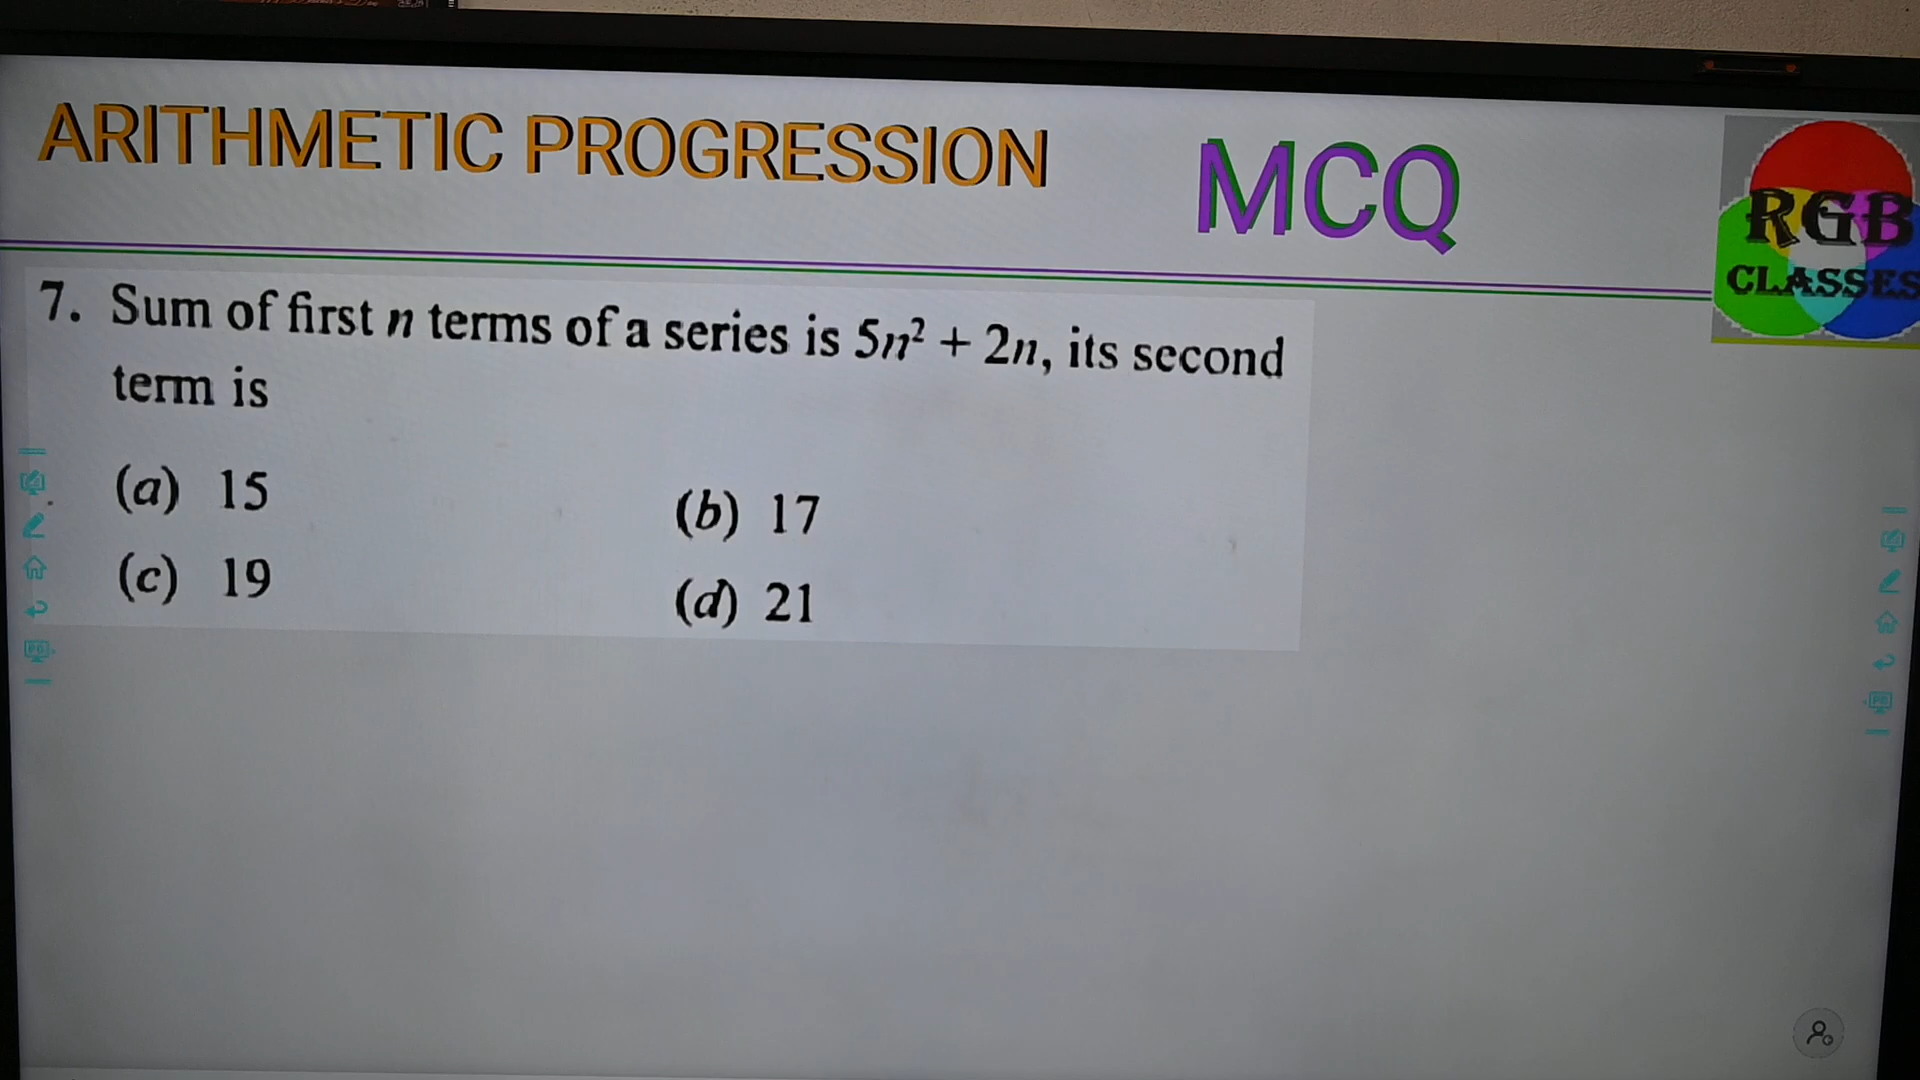 ARITHMETIC PROGRESSION MCQ
RGB
CLASSES
7. Sum of first n terms of a series is 5n² + 2n, its second
term is
(a) 15 (b) 17
(c) 19 (d) 21